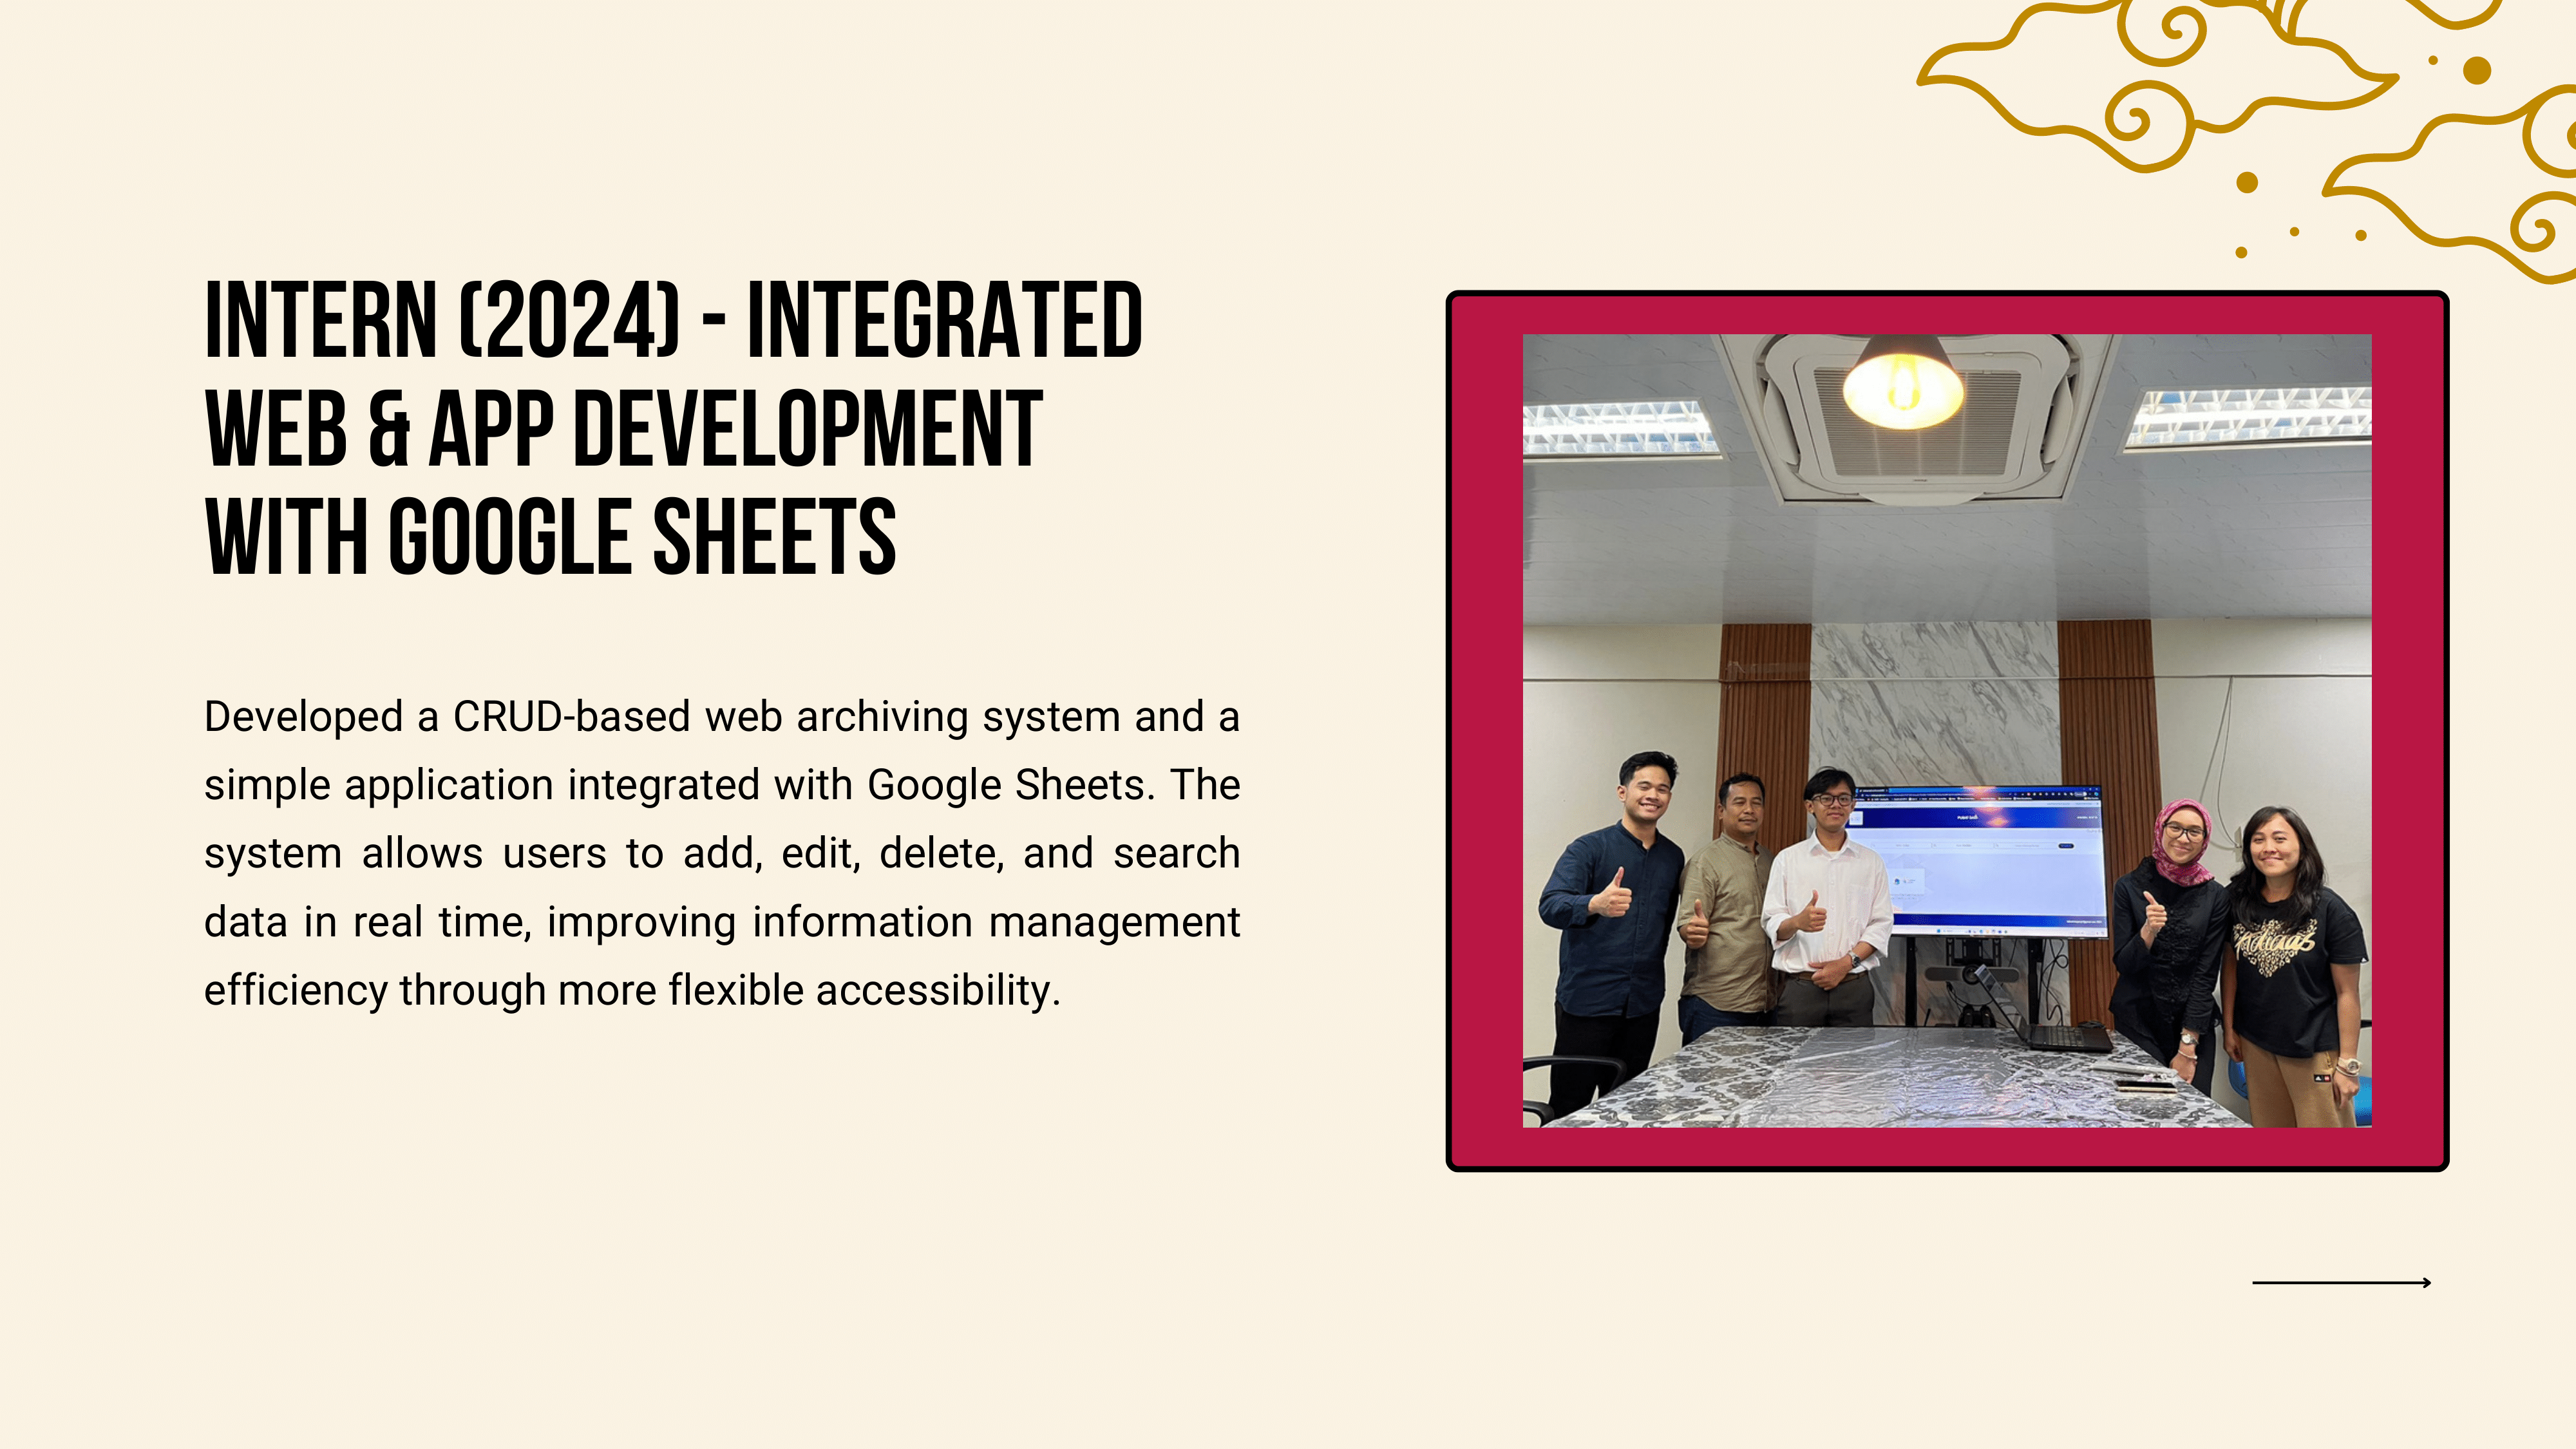 INTERN (2024) - INTEGRATED
WEB & APP DEVELOPMENT
WITH GOOGLE SHEETS
Developed a CRUD-based web archiving system and a
simple application integrated with Google Sheets. The
system allows users to add, edit, delete, and search
data in real time, improving information management
efficiency through more flexible accessibility.
adidas